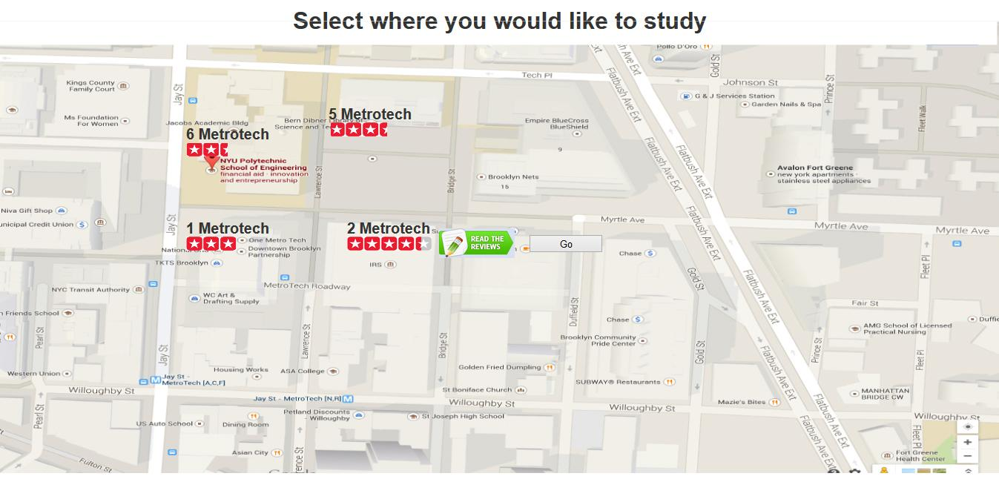 Select where you would like to study
Pollo D'Oro
Flatbush Ave Ext
Gold St
Tech Pl
Johnson St
Prince St
Kings County
Family Court
Jay St
G & J Services Station
Garden Nails & Spa
Fleet Walk
Ms Foundation
For Women
Jacobs Academic Bldg
Bern Dibner Library of
5 Metrotech
Empire BlueCross
BlueShield
6 Metrotech
9
NYU Polytechnic
School of Engineering
financial aid · innovation
and entrepreneurship
Lawrence St
Bridge St
Brooklyn Nets
15
Flatbush Ave Ext
Flatbush Ave Ext
Avalon Fort Greene
new york apartments ·
stainless steel appliances
Niva Gift Shop
unicipal Credit Union
Jay St
1 Metrotech
2 Metrotech
Myrtle Ave
Myrtle Ave
Myrtle Ave
One Metro Tech
Downtown Brooklyn
Partnership
READ THE
REVIEWS
Go
TKTS Brooklyn
IRS
Chase
Flatbush Ave Ext
NYC Transit Authority
MetroTech Roadway
Gold St
Flatbush Ave Ext
Fleet Pl
WC Art &
Drafting Supply
Fair St
n Friends School
Pearl St
Lawrence St
Bridge St
Duffield St
Chase
Brooklyn Community
Pride Center
AMG School of Licensed
Practical Nursing
Duffie
Jay St
Gold St
Prince St
Fleet Pl
Western Union
Housing Works
ASA College
Golden Fried Dumpling
Jay St -
MetroTech [A,C,F]
SUBWAY® Restaurants
Flatbush Ave Ext
Willoughby St
St Boniface Church
MANHATTAN
BRIDGE CW
Jay St - MetroTech [N,R]
Willoughby St
Willoughby St
Mazie's Bites
Flatbush Ave Ext
Pearl St
Petland Discounts
- Willoughby
St Joseph High School
Willoughby St
US Auto School
Dining Room
Asian City
rence St
Flatbush Ave Ext
Fleet Pl
Fort Greene
Health Center
Fulton St